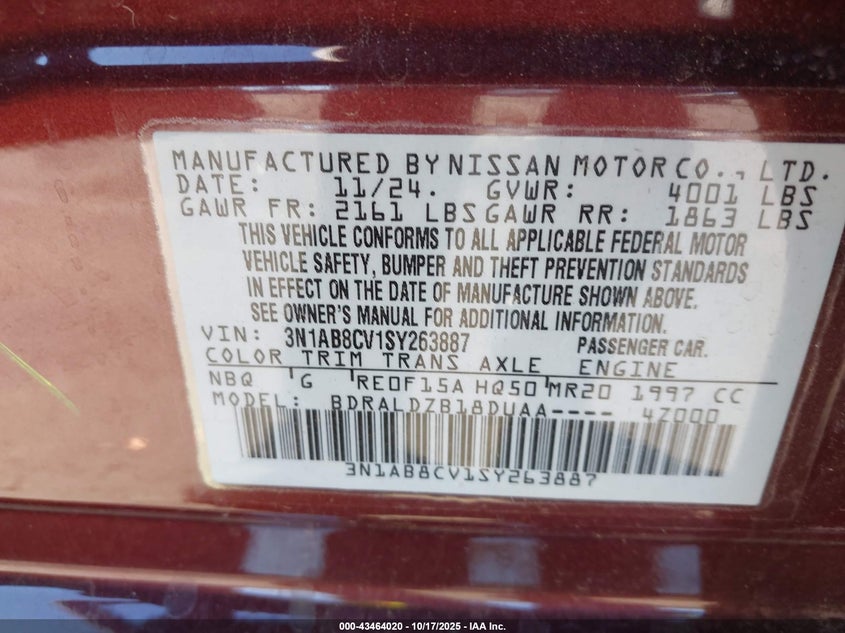 MANUFACTURED BY NISSAN MOTOR CO., LTD.
DATE: 11/24. GVWR: 4001 LBS
GAWR FR: 2161 LBS GAWR RR: 1863 LBS
THIS VEHICLE CONFORMS TO ALL APPLICABLE FEDERAL MOTOR
VEHICLE SAFETY, BUMPER AND THEFT PREVENTION STANDARDS
IN EFFECT ON THE DATE OF MANUFACTURE SHOWN ABOVE.
SEE OWNER'S MANUAL FOR ADDITIONAL INFORMATION.
VIN: 3N1AB8CV1SY263887 PASSENGER CAR.
COLOR TRIM TRANS AXLE ENGINE
NBQ G RE0F15A HQ50 MR20 1997 CC
MODEL: BDRALDZB18DUAA---- 4Z000
3N1AB8CV1SY263887
000-43464020 - 10/17/2025 - IAA Inc.